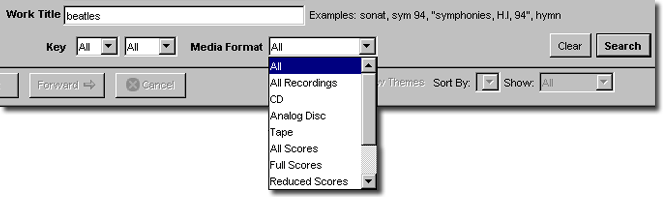 Work Title beatles Examples: sonat, sym 94, "symphonies, H.I, 94", hymn
Key All All Media Format All Clear Search
All
Forward Cancel All Recordings Themes Sort By: Show: All
CD
Analog Disc
Tape
All Scores
Full Scores
Reduced Scores